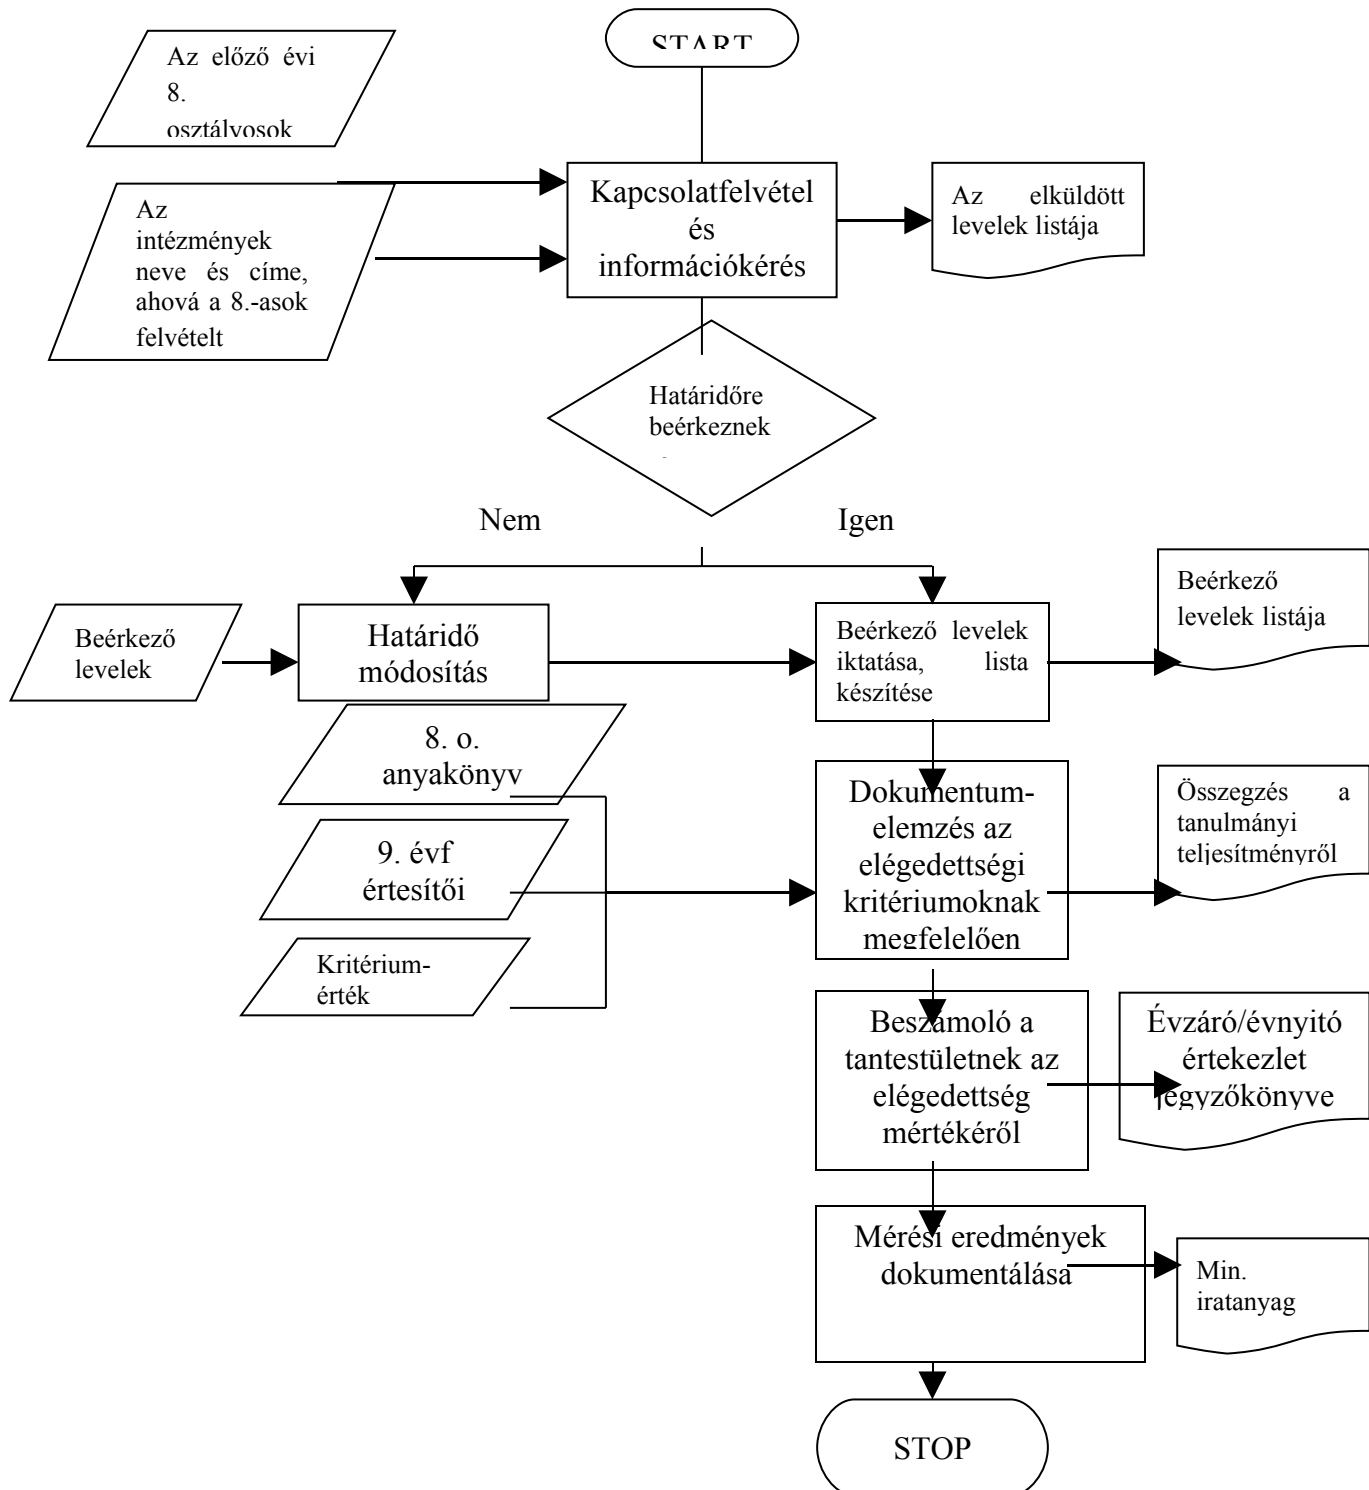 START
Az előző évi
8.
osztályosok
Az
intézmények
neve és címe,
ahová a 8.-asok
felvételt
Kapcsolatfelvétel
és
információkérés
Az elküldött
levelek listája
Határidőre
beérkeznek
Nem
Igen
Beérkező
levelek
Határidő
módosítás
Beérkező levelek
iktatása, lista
készítése
Beérkező
levelek listája
8. o.
anyakönyv
9. évf
értesítői
Kritérium-
érték
Dokumentum-
elemzés az
elégedettségi
kritériumoknak
megfelelően
Összegzés a
tanulmányi
teljesítményről
Beszámoló a
tantestületnek az
elégedettség
mértékéről
Évzáró/évnyitó
értekezlet
jegyzőkönyve
Mérési eredmények
dokumentálása
Min.
iratanyag
STOP